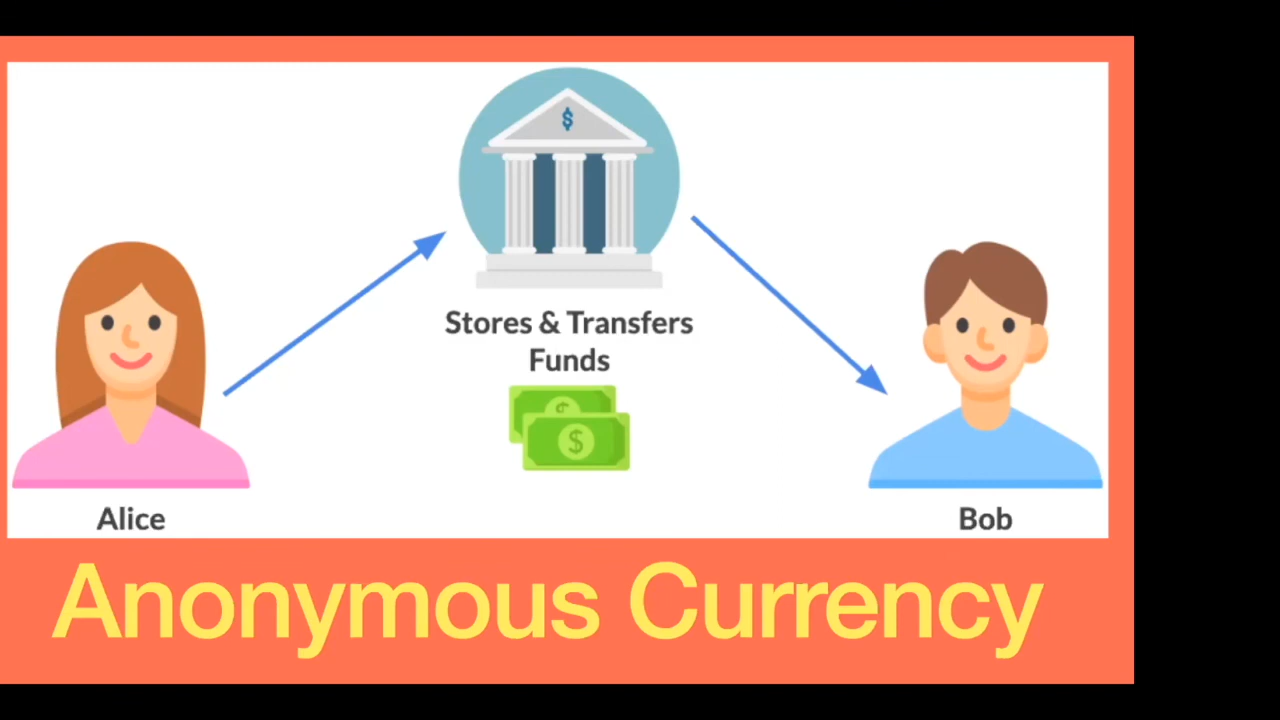 $
Stores & Transfers
Funds
$
$
Alice
Bob
Anonymous Currency